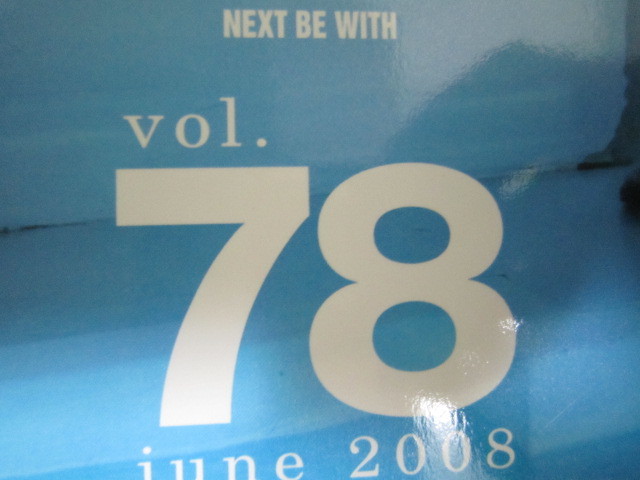 NEXT BE WITH
vol.
78
june 2008